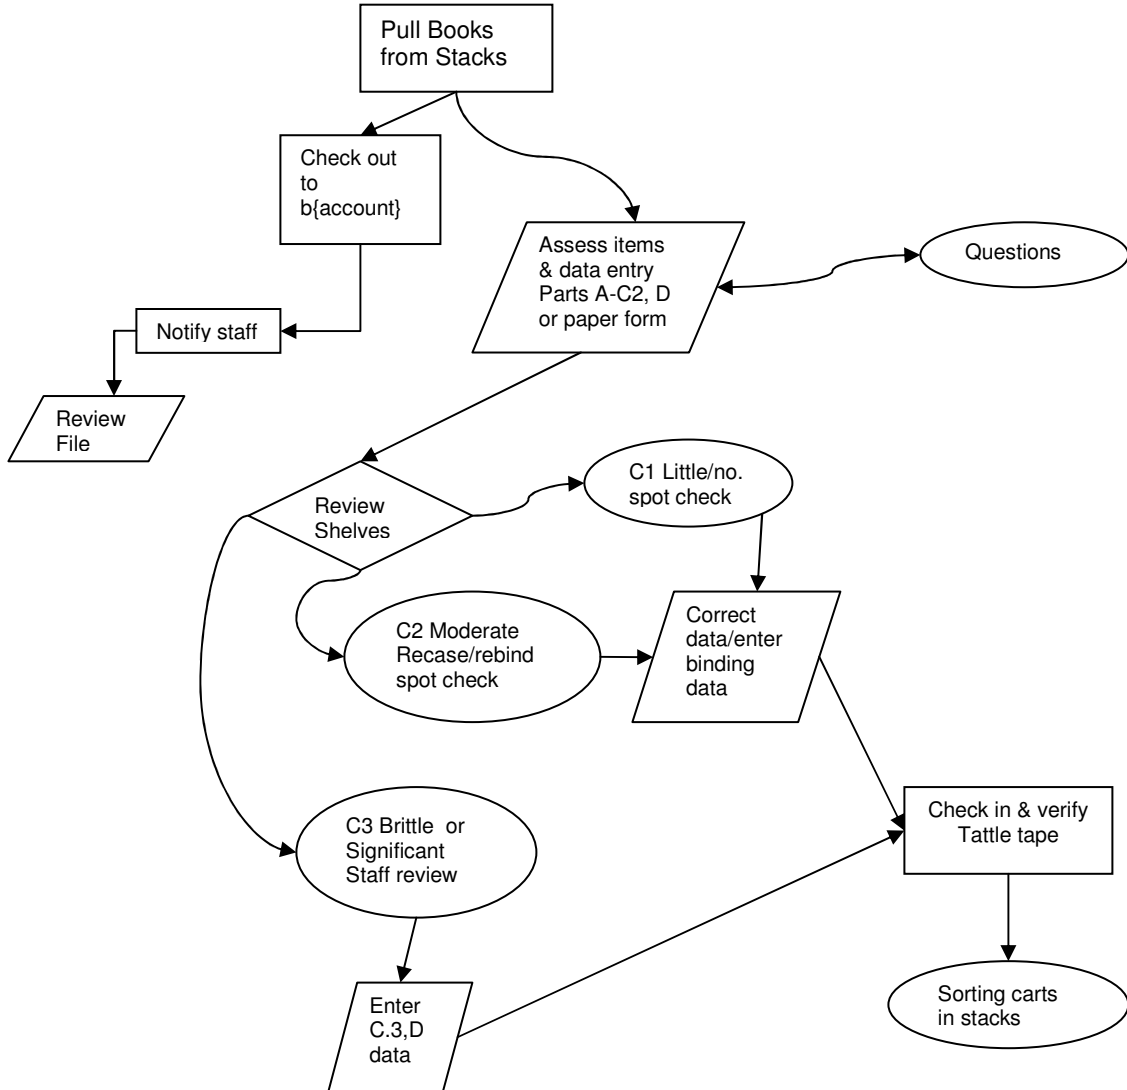 Pull Books
from Stacks
Check out
to
b{account}
Assess items
& data entry
Parts A-C2, D
or paper form
Questions
Notify staff
Review
File
Review
Shelves
C1 Little/no.
spot check
C2 Moderate
Recase/rebind
spot check
Correct
data/enter
binding
data
C3 Brittle or
Significant
Staff review
Check in & verify
Tattle tape
Enter
C.3,D
data
Sorting carts
in stacks